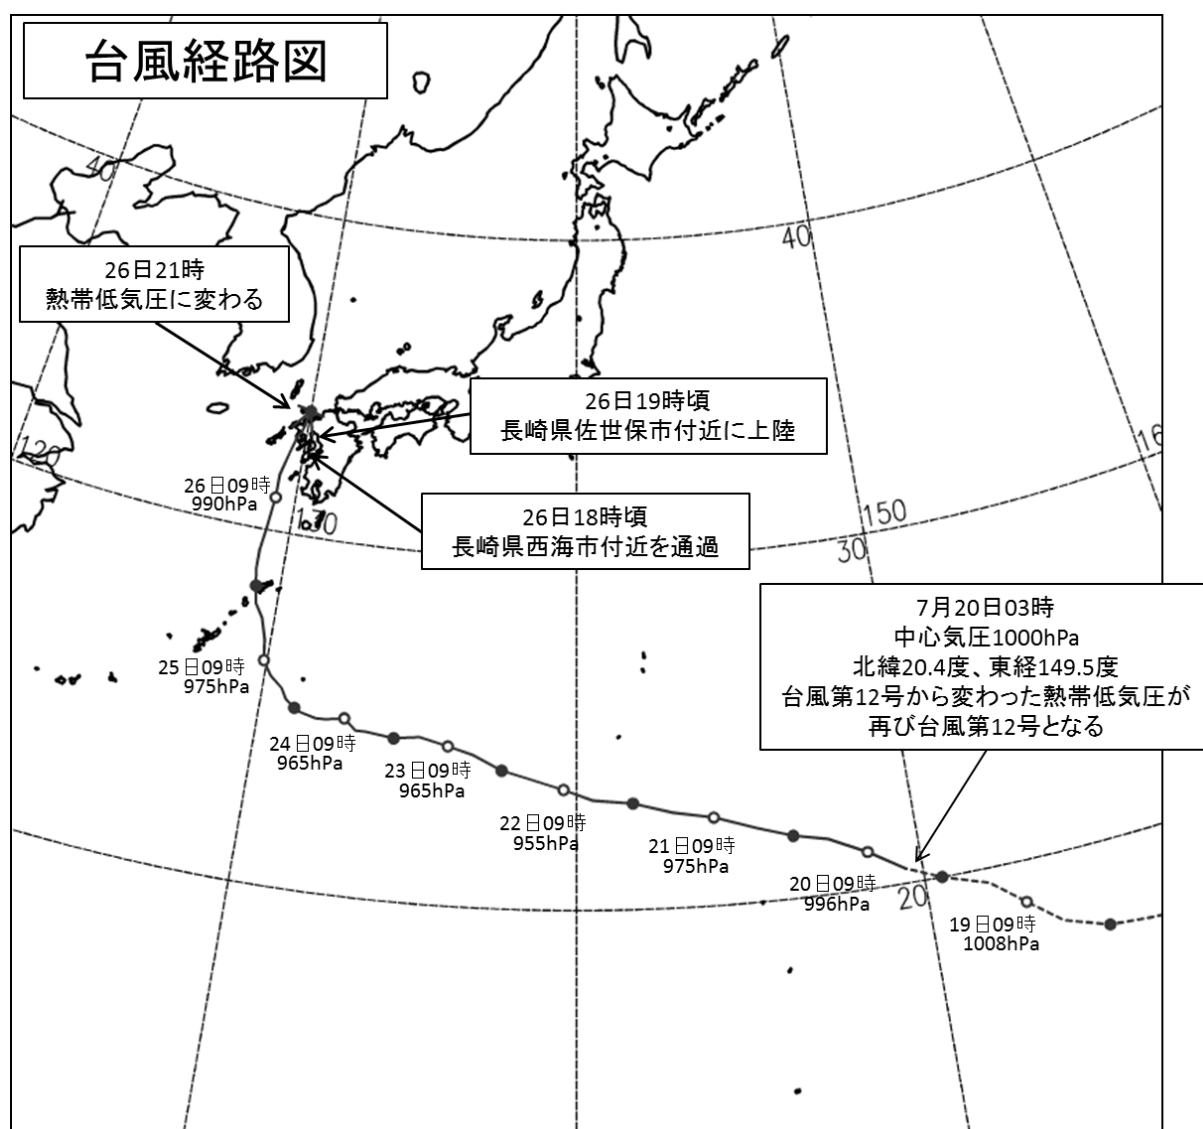 台風経路図
40
40
26日21時
熱帯低気圧に変わる
26日19時頃
長崎県佐世保市付近に上陸
120
16
26日09時
990hPa
130
26日18時頃
長崎県西海市付近を通過
150
30
7月20日03時
中心気圧1000hPa
北緯20.4度、東経149.5度
台風第12号から変わった熱帯低気圧が
再び台風第12号となる
25日09時
975hPa
24日09時
965hPa
23日09時
965hPa
22日09時
955hPa
21日09時
975hPa
20日09時
996hPa
20
19日09時
1008hPa